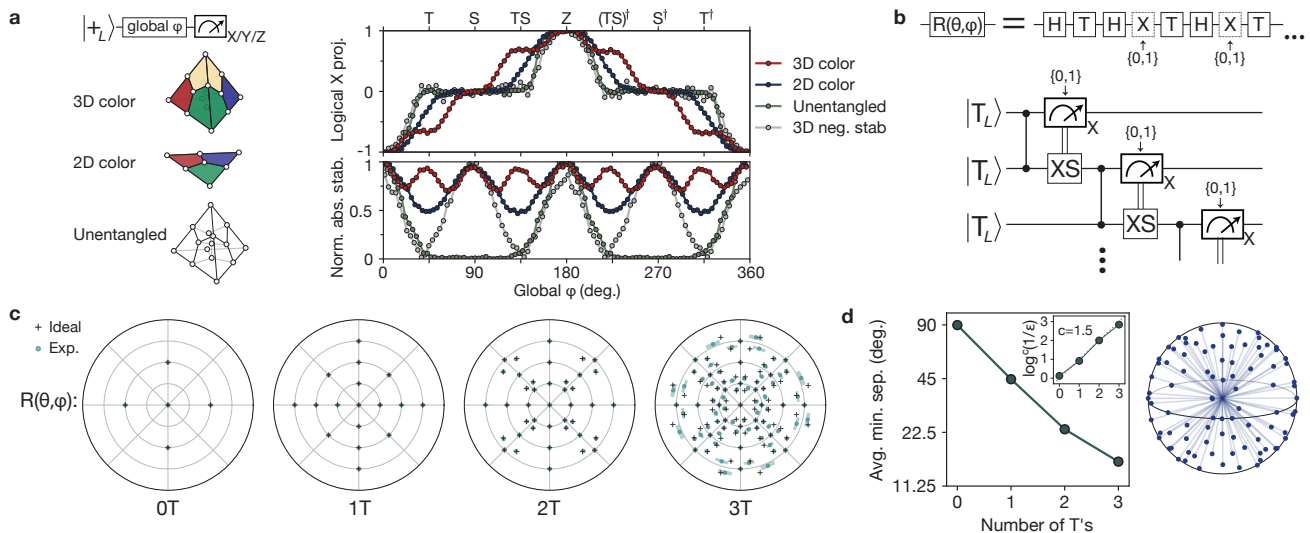 a
|+L⟩ global φ X/Y/Z
3D color
2D color
Unentangled
T S TS Z (TS)† S† T†
Logical X proj.
1
0
-1
3D color
2D color
Unentangled
3D neg. stab
Norm. abs. stab.
1
0.5
0
0 90 180 270 360
Global φ (deg.)
b
R(θ,φ) = H T H X T H X T ...
{0,1} {0,1}
{0,1}
|TL⟩ X
{0,1}
|TL⟩ XS X
{0,1}
|TL⟩ XS X
c
+ Ideal
Exp.
R(θ,φ):
0T 1T 2T 3T
d
Avg. min. sep. (deg.)
90
45
22.5
11.25
0 1 2 3
Number of T's
logᶜ(1/ε)
3
2
1
0
c=1.5
0 1 2 3